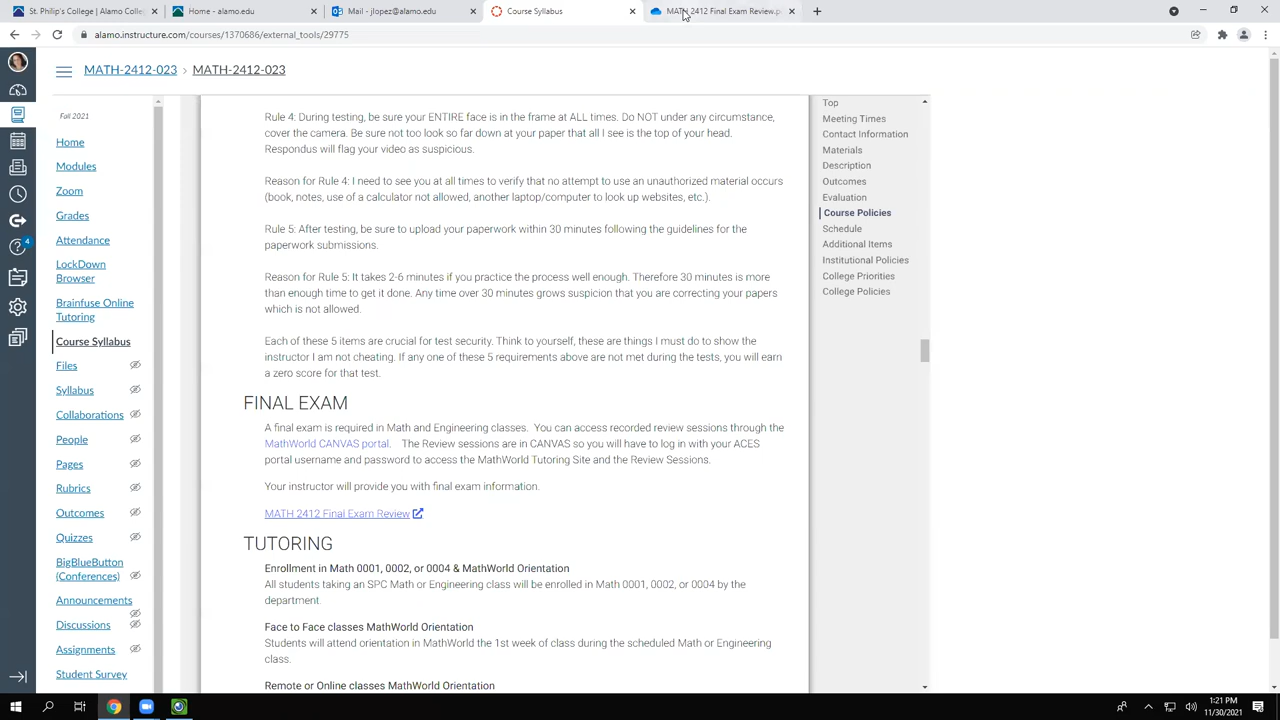 St. Philip's College | Alamo Colle
Home - alamo.edu
Mail - jlopez@alamo.edu
Course Syllabus
MATH 2412 Final Exam Review.p
alamo.instructure.com/courses/1370686/external_tools/29775
MATH-2412-023 › MATH-2412-023
Fall 2021
Home
Modules
Zoom
Grades
Attendance
LockDown
Browser
Brainfuse Online
Tutoring
Course Syllabus
Files
Syllabus
Collaborations
People
Pages
Rubrics
Outcomes
Quizzes
BigBlueButton
(Conferences)
Announcements
Discussions
Assignments
Student Survey
4
Rule 4: During testing, be sure your ENTIRE face is in the frame at ALL times. Do NOT under any circumstance,
cover the camera. Be sure not too look so far down at your paper that all I see is the top of your head.
Respondus will flag your video as suspicious.
Reason for Rule 4: I need to see you at all times to verify that no attempt to use an unauthorized material occurs
(book, notes, use of a calculator not allowed, another laptop/computer to look up websites, etc.).
Rule 5: After testing, be sure to upload your paperwork within 30 minutes following the guidelines for the
paperwork submissions.
Reason for Rule 5: It takes 2-6 minutes if you practice the process well enough. Therefore 30 minutes is more
than enough time to get it done. Any time over 30 minutes grows suspicion that you are correcting your papers
which is not allowed.
Each of these 5 items are crucial for test security. Think to yourself, these are things I must do to show the
instructor I am not cheating. If any one of these 5 requirements above are not met during the tests, you will earn
a zero score for that test.
FINAL EXAM
A final exam is required in Math and Engineering classes. You can access recorded review sessions through the
MathWorld CANVAS portal. The Review sessions are in CANVAS so you will have to log in with your ACES
portal username and password to access the MathWorld Tutoring Site and the Review Sessions.
Your instructor will provide you with final exam information.
MATH 2412 Final Exam Review
TUTORING
Enrollment in Math 0001, 0002, or 0004 & MathWorld Orientation
All students taking an SPC Math or Engineering class will be enrolled in Math 0001, 0002, or 0004 by the
department.
Face to Face classes MathWorld Orientation
Students will attend orientation in MathWorld the 1st week of class during the scheduled Math or Engineering
class.
Remote or Online classes MathWorld Orientation
Top
Meeting Times
Contact Information
Materials
Description
Outcomes
Evaluation
Course Policies
Schedule
Additional Items
Institutional Policies
College Priorities
College Policies
1:21 PM
11/30/2021